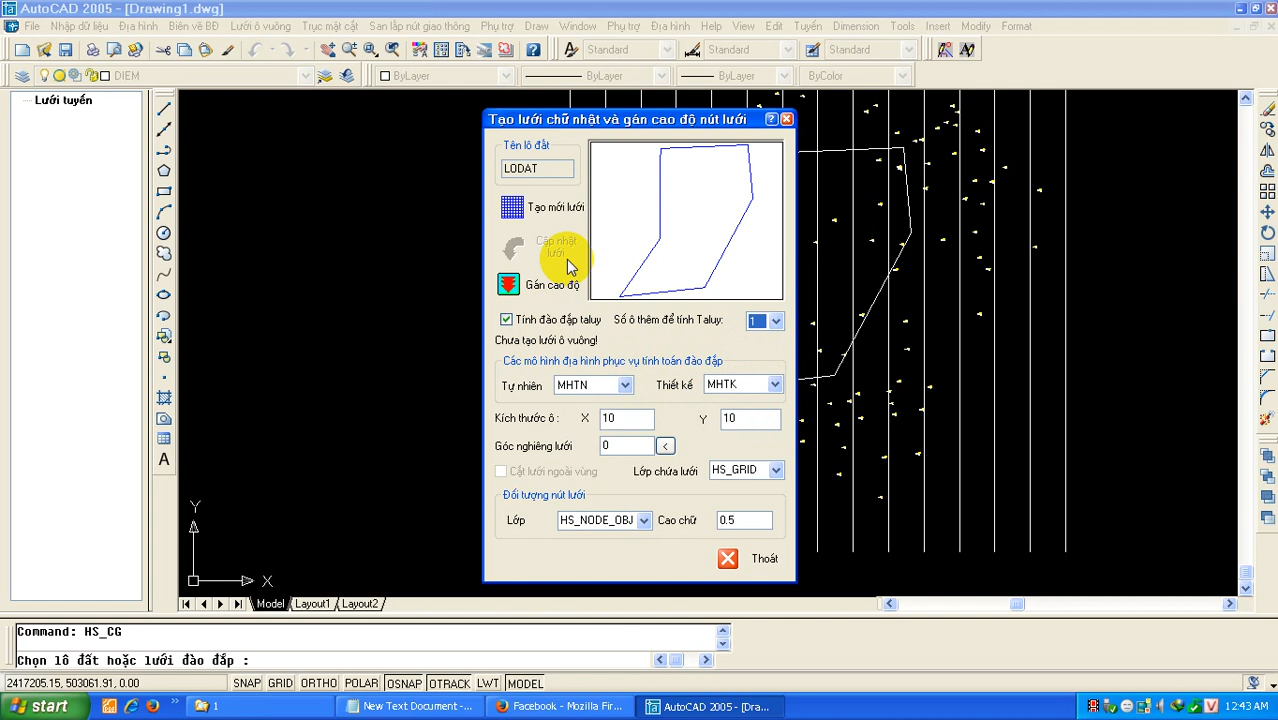 AutoCAD 2005 - [Drawing1.dwg]
File Nhập dữ liệu Địa hình Biên vẽ BĐ Lưới ô vuông Trục mặt cắt San lấp nút giao thông Phụ trợ Draw Window Phụ trợ Địa hình Help View Edit Tuyến Dimension Tools Insert Modify Format
Standard Standard Standard
DIEM ByLayer ByLayer ByLayer ByColor
Lưới tuyến
Tạo lưới chữ nhật và gán cao độ nút lưới
Tên lô đất
LODAT
Tạo mới lưới
Cập nhật
lưới
Gán cao độ
Tính đào đắp taluy Số ô thêm để tính Taluy: 1
Chưa tạo lưới ô vuông!
Các mô hình địa hình phục vụ tính toán đào đắp
Tự nhiên MHTN Thiết kế MHTK
Kích thước ô : X 10 Y 10
Góc nghiêng lưới 0 <
Cắt lưới ngoài vùng Lớp chứa lưới HS_GRID
Đối tượng nút lưới
Lớp HS_NODE_OBJ Cao chữ 0.5
Thoát
Y
X
Model Layout1 Layout2
Command: HS_CG
Chọn lô đất hoặc lưới đào đắp :
2417205.15, 503061.91, 0.00 SNAP GRID ORTHO POLAR OSNAP OTRACK LWT MODEL
start 1 New Text Document -... Facebook - Mozilla Fir... AutoCAD 2005 - [Dra... V 12:43 AM